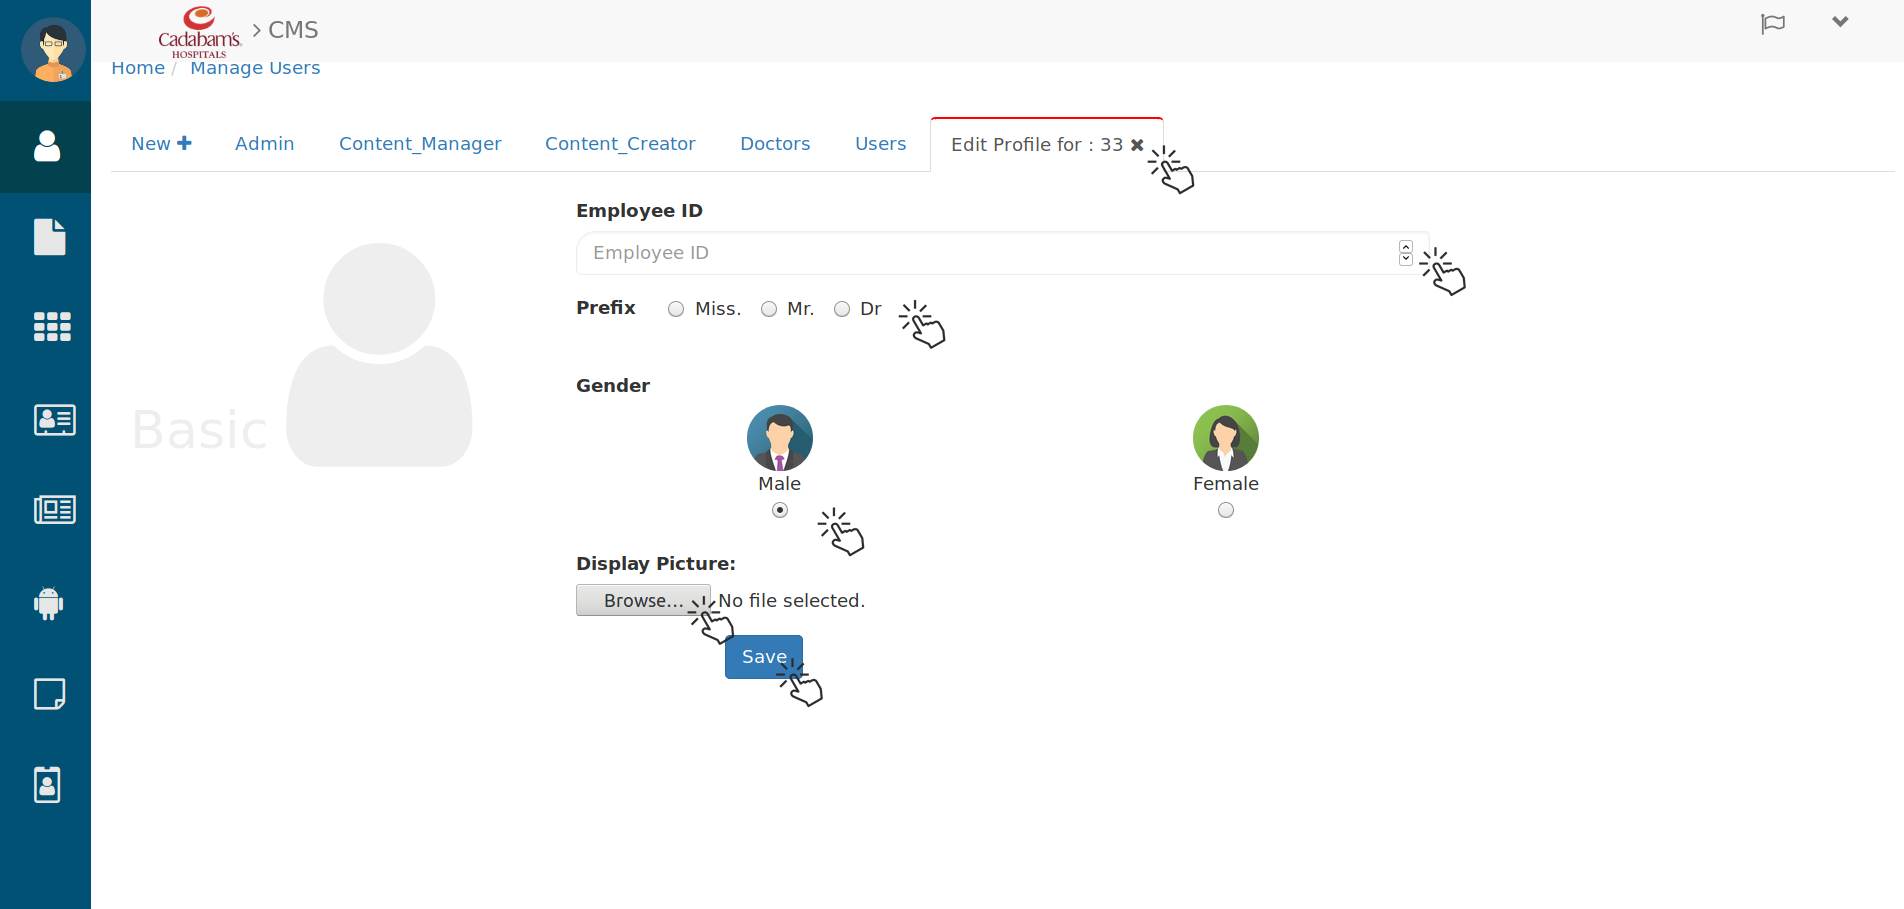 Cadabam's HOSPITALS > CMS
Home / Manage Users
New Admin Content_Manager Content_Creator Doctors Users Edit Profile for : 33
Employee ID
Employee ID
Prefix Miss. Mr. Dr
Gender
Basic
Male Female
Display Picture:
Browse... No file selected.
Save